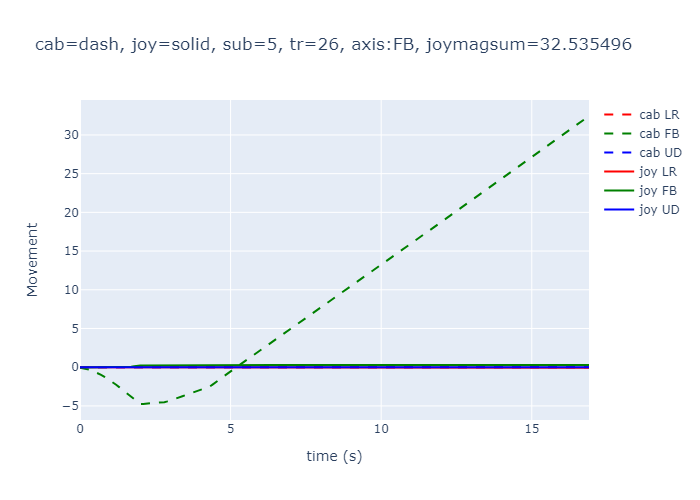 cab=dash, joy=solid, sub=5, tr=26, axis:FB, joymagsum=32.535496
30
25
20
15
10
5
0
−5
0
5
10
15
Movement
time (s)
cab LR
cab FB
cab UD
joy LR
joy FB
joy UD